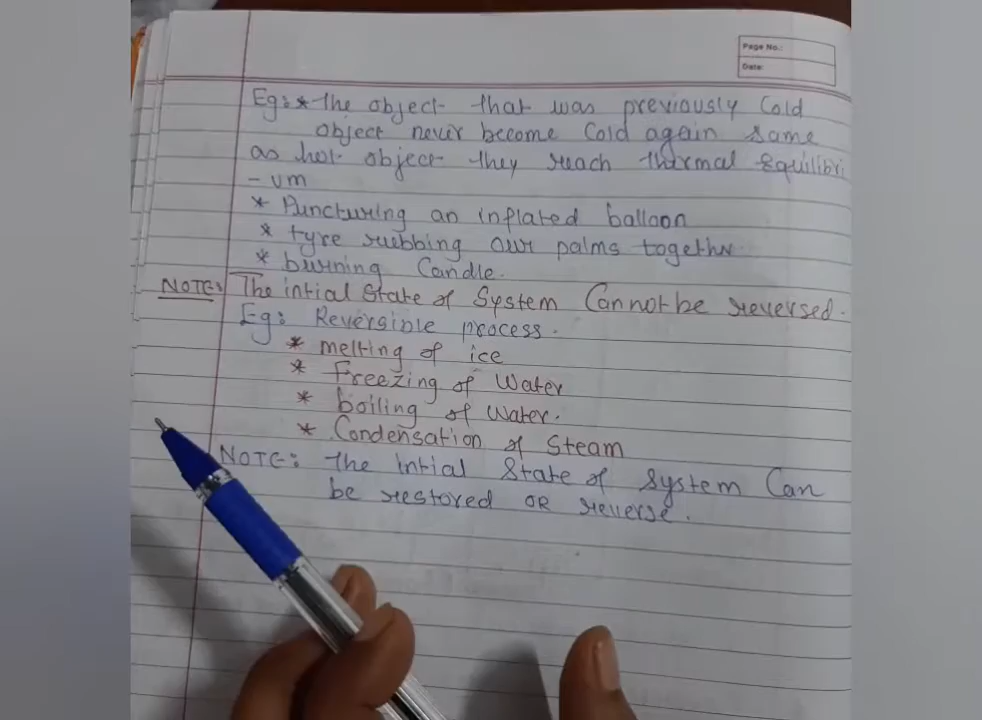 Page No.:
Date:
Eg:* the object that was previously Cold
object never become Cold again same
as hot object they reach thermal Equilibri
- um
* Puncturing an inflated balloon
* tyre rubbing our palms together
* burning Candle.
NOTE: The intial State of System Cannot be reversed.
Eg: Reversible process.
* melting of ice
* Freezing of Water
* boiling of Water.
* Condensation of Steam
NOTE: The intial State of System Can
be restored OR reverse.